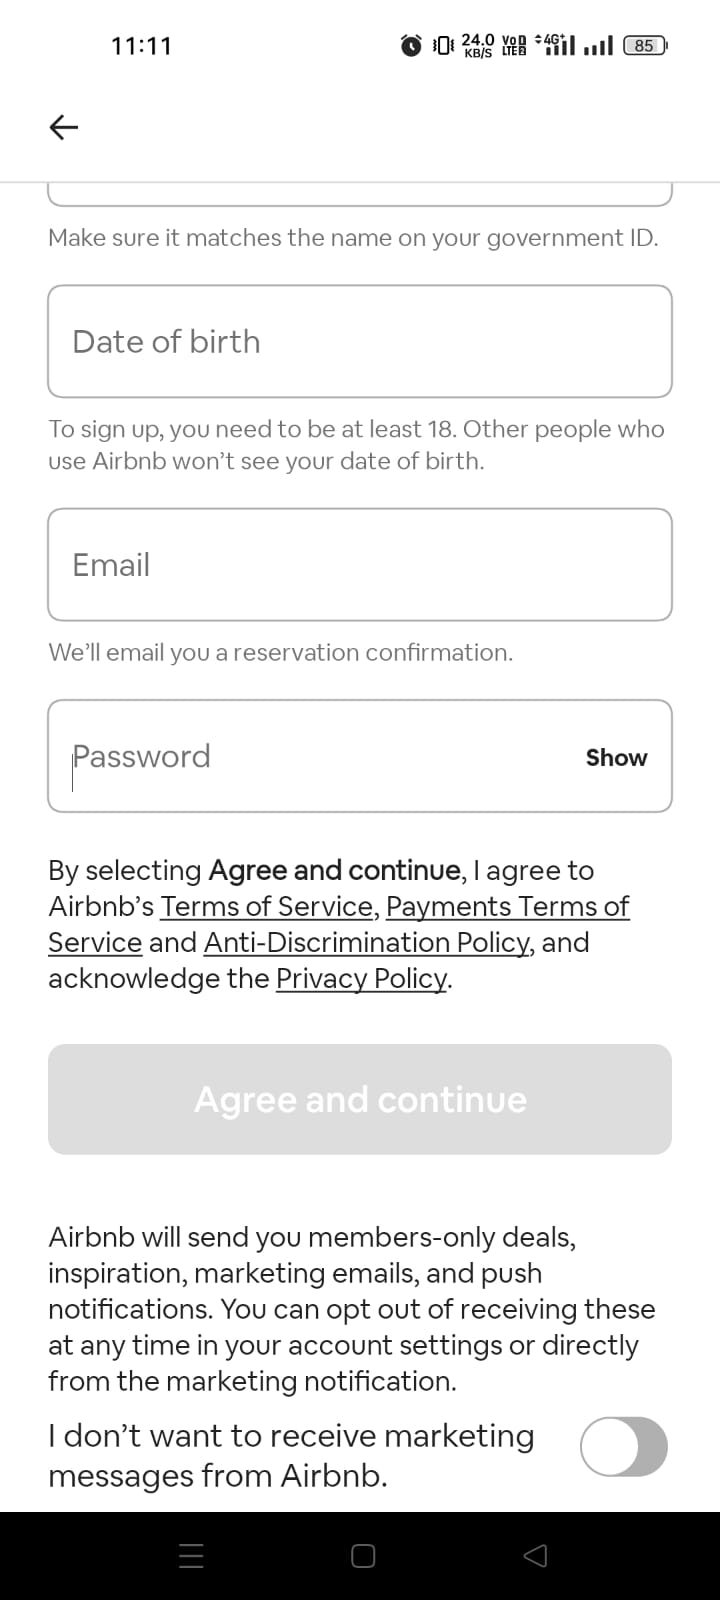 11:11
24.0
KB/S
VoD
LTE2
4G+
85
Make sure it matches the name on your government ID.
Date of birth
To sign up, you need to be at least 18. Other people who
use Airbnb won’t see your date of birth.
Email
We’ll email you a reservation confirmation.
Password
Show
By selecting Agree and continue, I agree to
Airbnb’s Terms of Service, Payments Terms of
Service and Anti-Discrimination Policy, and
acknowledge the Privacy Policy.
Agree and continue
Airbnb will send you members-only deals,
inspiration, marketing emails, and push
notifications. You can opt out of receiving these
at any time in your account settings or directly
from the marketing notification.
I don’t want to receive marketing
messages from Airbnb.